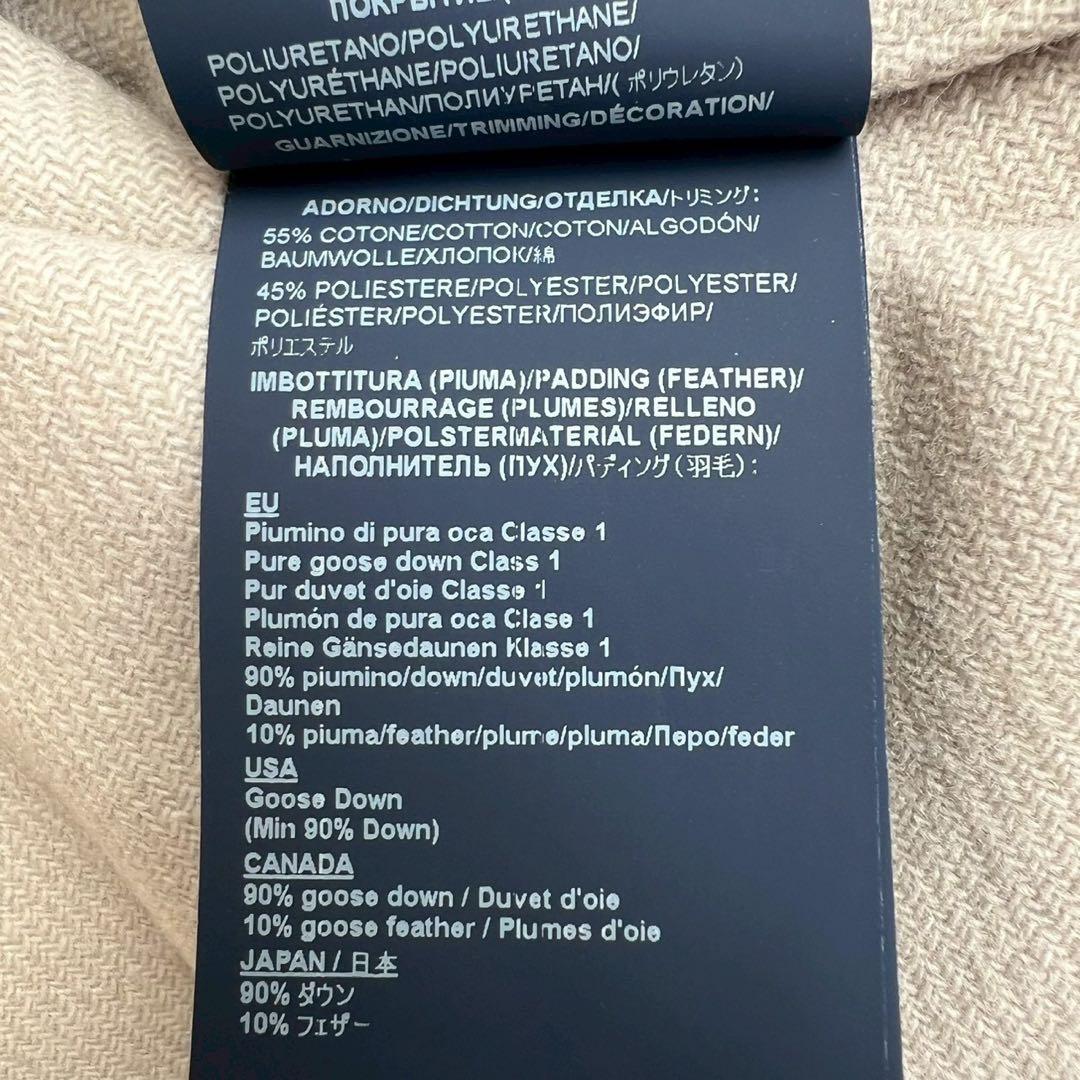 ПОКРЫТИЕ
POLIURETANO/POLYURETHANE/
POLYURÉTHANE/POLIURETANO/
POLYURETHAN/ПОЛИУРЕТАН/( ポリウレタン)
GUARNIZIONE/TRIMMING/DÉCORATION/
ADORNO/DICHTUNG/ОТДЕЛКА/トリミング:
55% COTONE/COTTON/COTON/ALGODÓN/
BAUMWOLLE/ХЛОПОК/綿
45% POLIESTERE/POLYESTER/POLYESTER/
POLIÉSTER/POLYESTER/ПОЛИЭФИР/
ポリエステル
IMBOTTITURA (PIUMA)/PADDING (FEATHER)/
REMBOURRAGE (PLUMES)/RELLENO
(PLUMA)/POLSTERMATERIAL (FEDERN)/
НАПОЛНИТЕЛЬ (ПУХ)/パディング(羽毛):
EU
Piumino di pura oca Classe 1
Pure goose down Class 1
Pur duvet d'oie Classe 1
Plumón de pura oca Clase 1
Reine Gänsedaunen Klasse 1
90% piumino/down/duvet/plumón/Пух/
Daunen
10% piuma/feather/plume/pluma/Перо/feder
USA
Goose Down
(Min 90% Down)
CANADA
90% goose down / Duvet d'oie
10% goose feather / Plumes d'oie
JAPAN / 日本
90% ダウン
10% フェザー